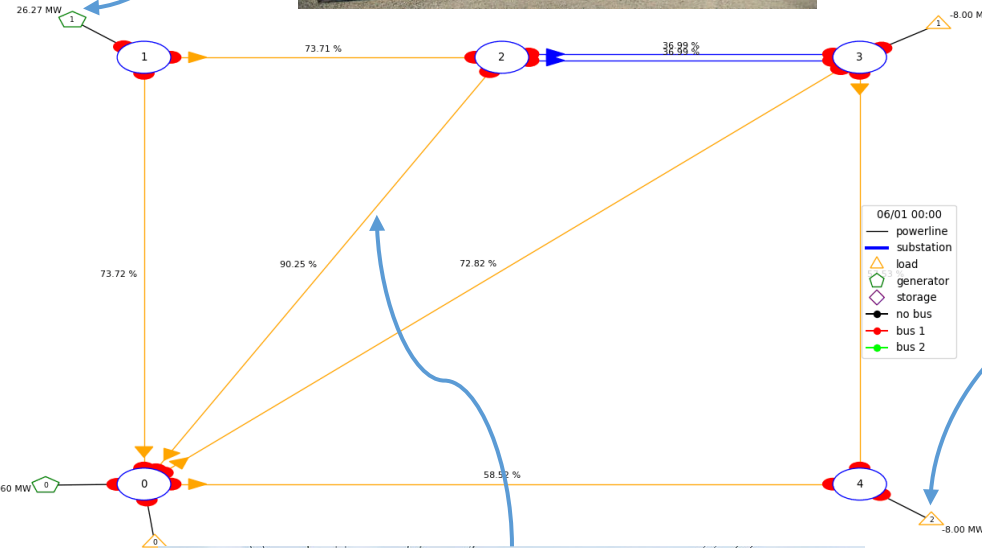 26.27 MW
1
1
-8.00 M
1
73.71 %
2
36.99 %
36.99 %
3
06/01 00:00
powerline
substation
load
generator
storage
no bus
bus 1
bus 2
73.72 %
90.25 %
72.82 %
60 MW
0
0
58.52 %
4
2
-8.00 MW
0